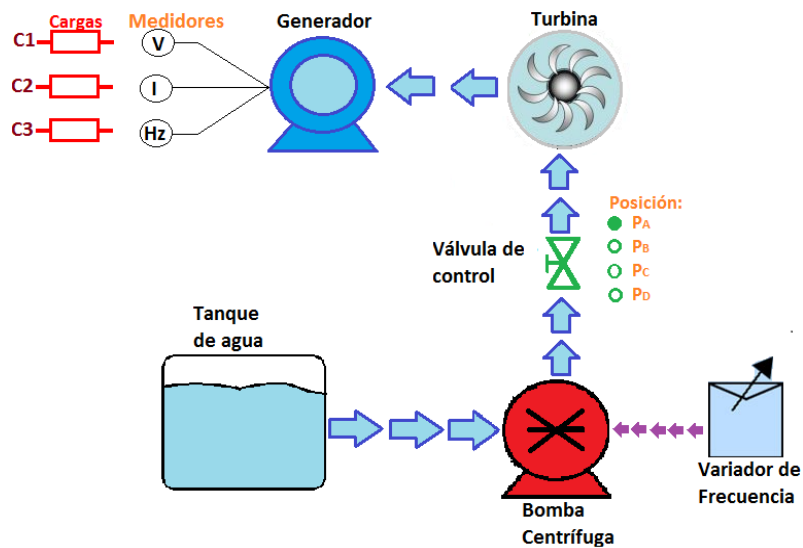 Cargas
C1
C2
C3
Medidores
V
I
Hz
Generador
Turbina
Posición:
PA
PB
PC
PD
Válvula de
control
Tanque
de agua
Bomba
Centrífuga
Variador de
Frecuencia